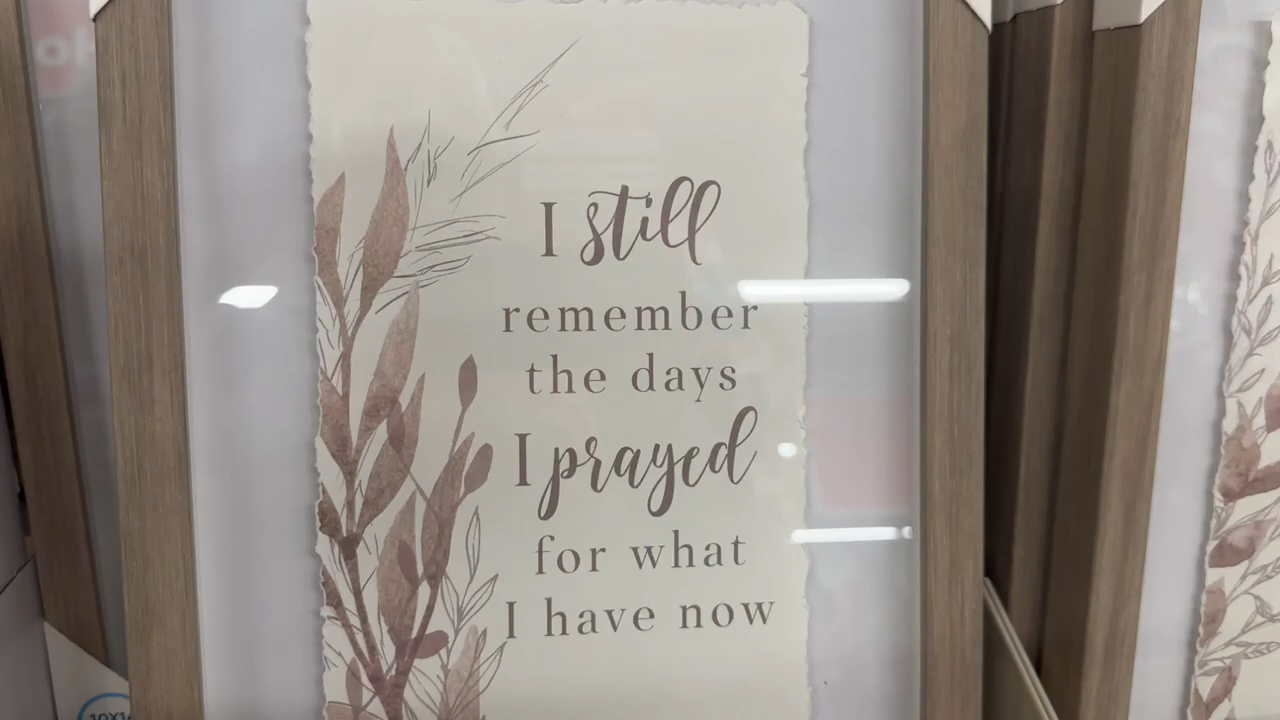 I still
remember
the days
I prayed
for what
I have now